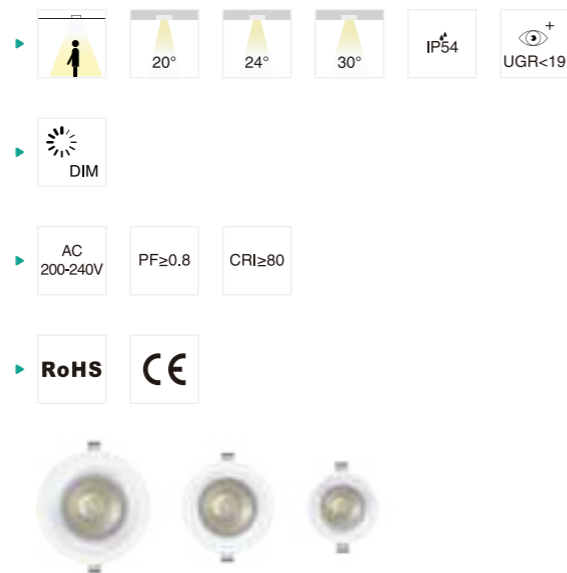 20°
24°
30°
IP54
UGR<19
DIM
AC
200-240V
PF≥0.8
CRI≥80
RoHS
CE